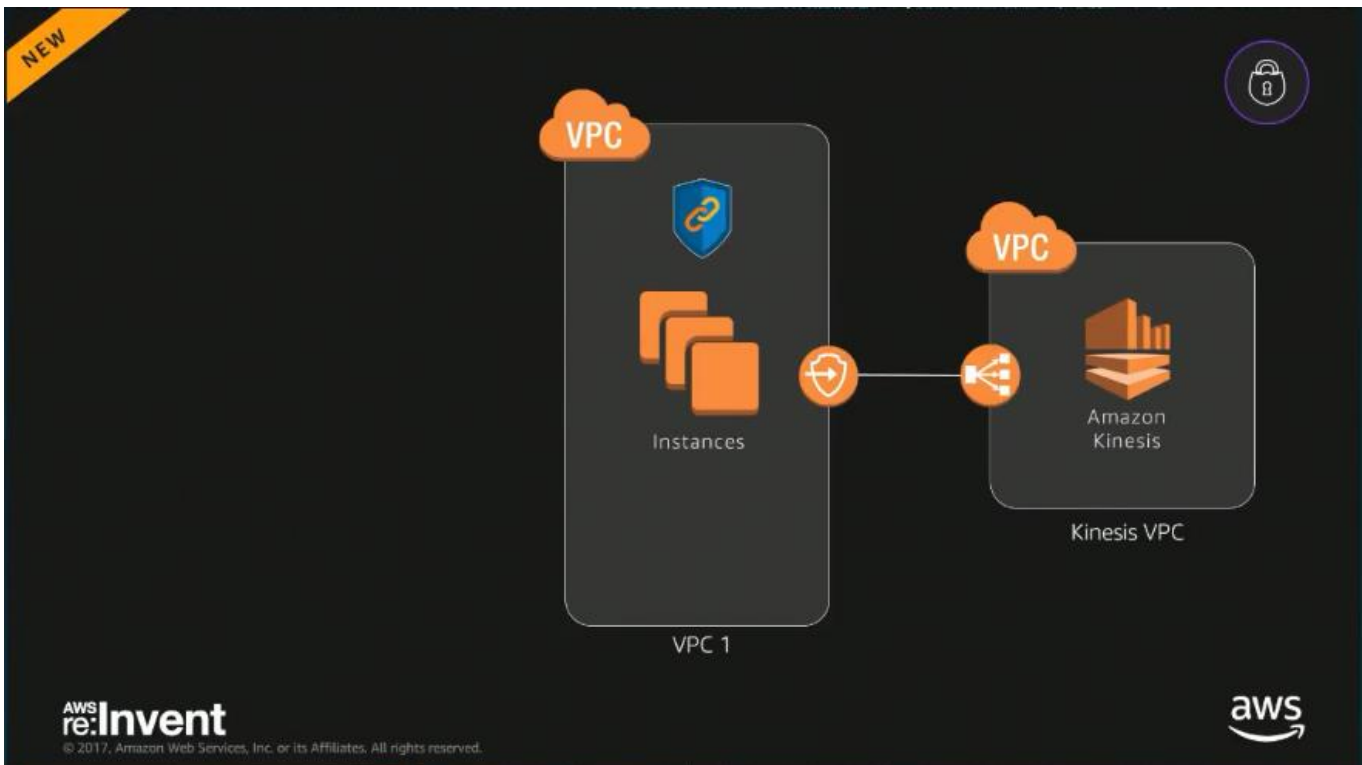 NEW
VPC
VPC
Instances
Amazon
Kinesis
Kinesis VPC
VPC 1
AWS
re:Invent
© 2017, Amazon Web Services, Inc. or its Affiliates. All rights reserved.
aws